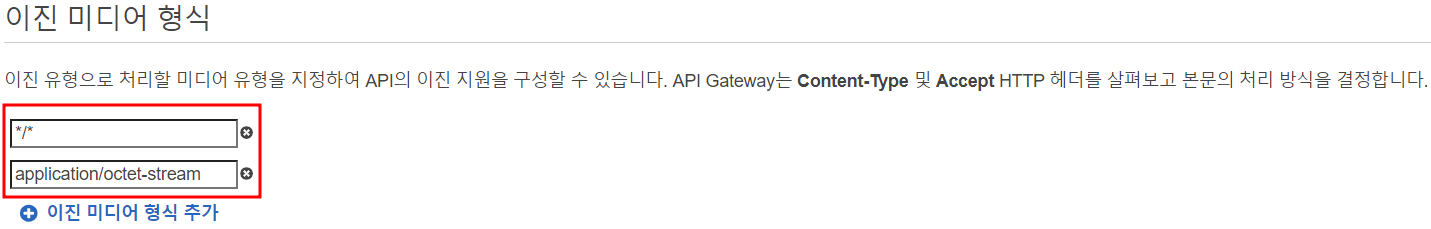 이진 미디어 형식
이진 유형으로 처리할 미디어 유형을 지정하여 API의 이진 지원을 구성할 수 있습니다. API Gateway는 Content-Type 및 Accept HTTP 헤더를 살펴보고 본문의 처리 방식을 결정합니다.
*/*
application/octet-stream
이진 미디어 형식 추가